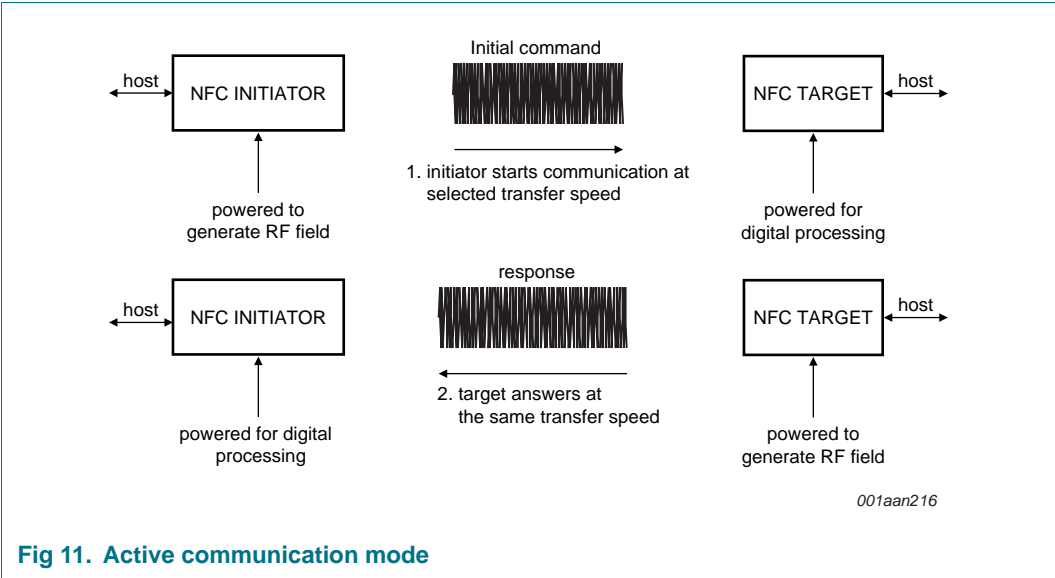 Initial command
host
NFC INITIATOR
NFC TARGET
host
1. initiator starts communication at
selected transfer speed
powered to
generate RF field
powered for
digital processing
response
host
NFC INITIATOR
NFC TARGET
host
2. target answers at
the same transfer speed
powered for digital
processing
powered to
generate RF field
001aan216
Fig 11. Active communication mode